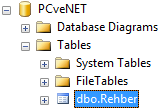 PCveNET
Database Diagrams
Tables
System Tables
FileTables
dbo.Rehber